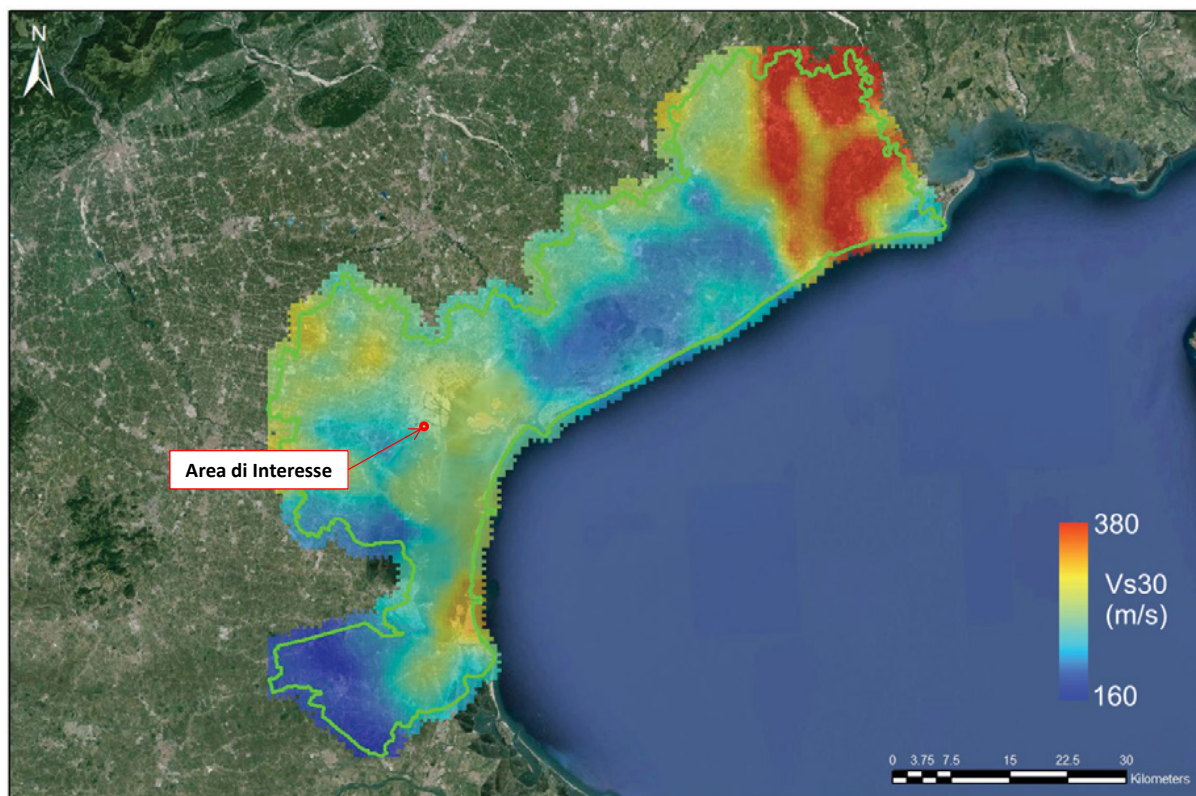 N
Area di Interesse
380
Vs30
(m/s)
160
0 3.75 7.5 15 22.5 30
Kilometers